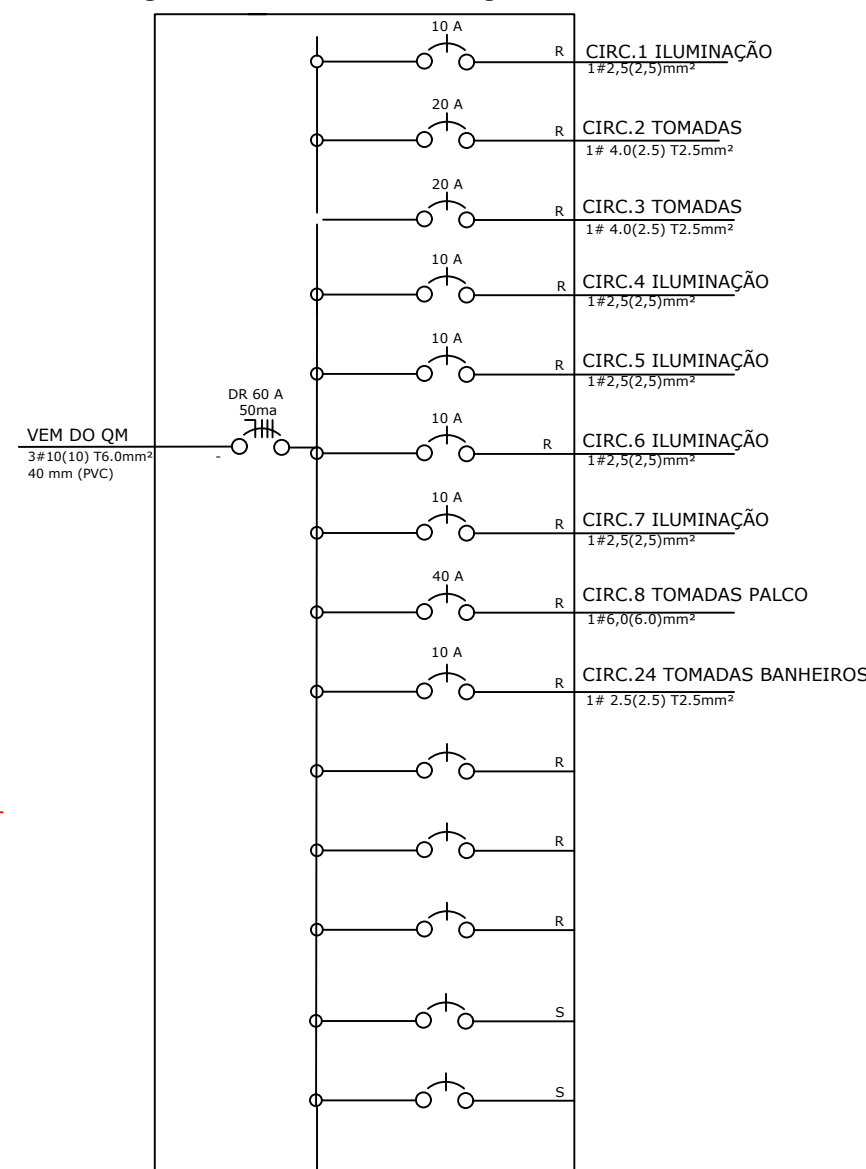 10 A
R CIRC.1 ILUMINAÇÃO
1#2,5(2,5)mm²
20 A
R CIRC.2 TOMADAS
1# 4.0(2.5) T2.5mm²
20 A
R CIRC.3 TOMADAS
1# 4.0(2.5) T2.5mm²
10 A
R CIRC.4 ILUMINAÇÃO
1#2,5(2,5)mm²
10 A
R CIRC.5 ILUMINAÇÃO
1#2,5(2,5)mm²
DR 60 A
50ma
VEM DO QM
3#10(10) T6.0mm²
40 mm (PVC)
10 A
R CIRC.6 ILUMINAÇÃO
1#2,5(2,5)mm²
10 A
R CIRC.7 ILUMINAÇÃO
1#2,5(2,5)mm²
40 A
R CIRC.8 TOMADAS PALCO
1#6,0(6.0)mm²
10 A
R CIRC.24 TOMADAS BANHEIROS
1# 2.5(2.5) T2.5mm²
R
R
R
S
S